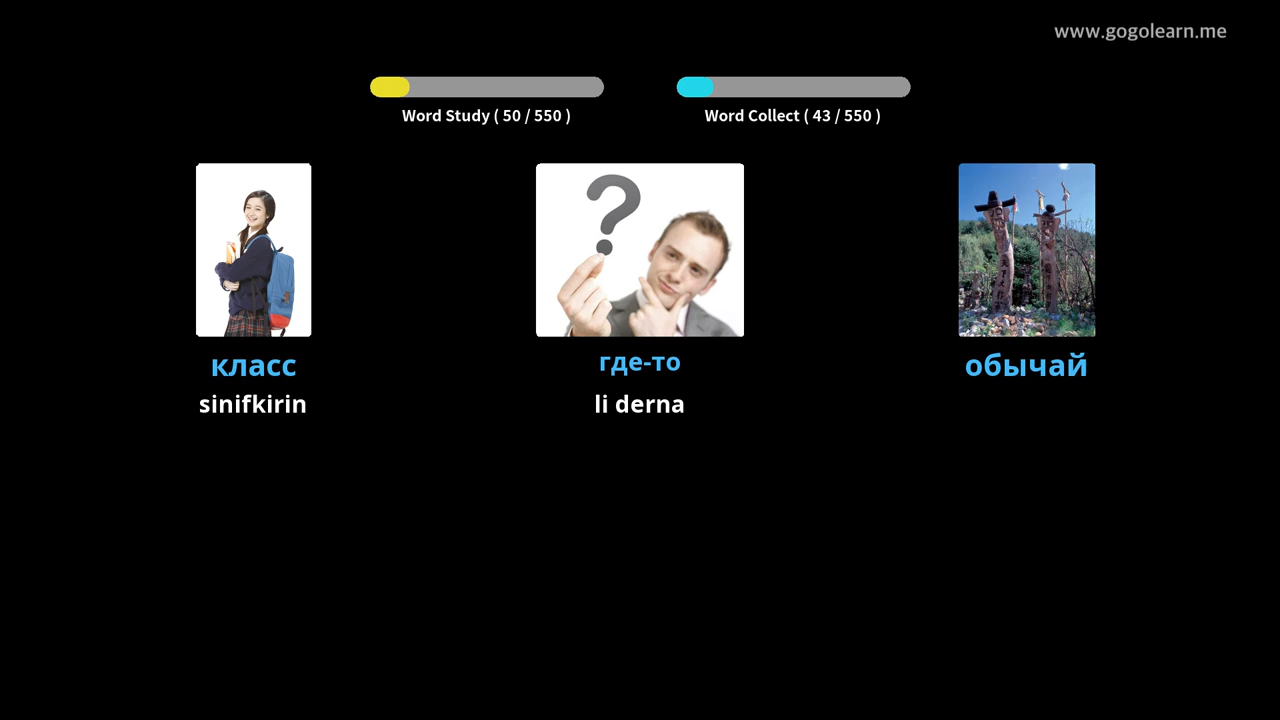 www.gogolearn.me
Word Study ( 50 / 550 )
Word Collect ( 43 / 550 )
класс
где-то
обычай
sinifkirin
li derna